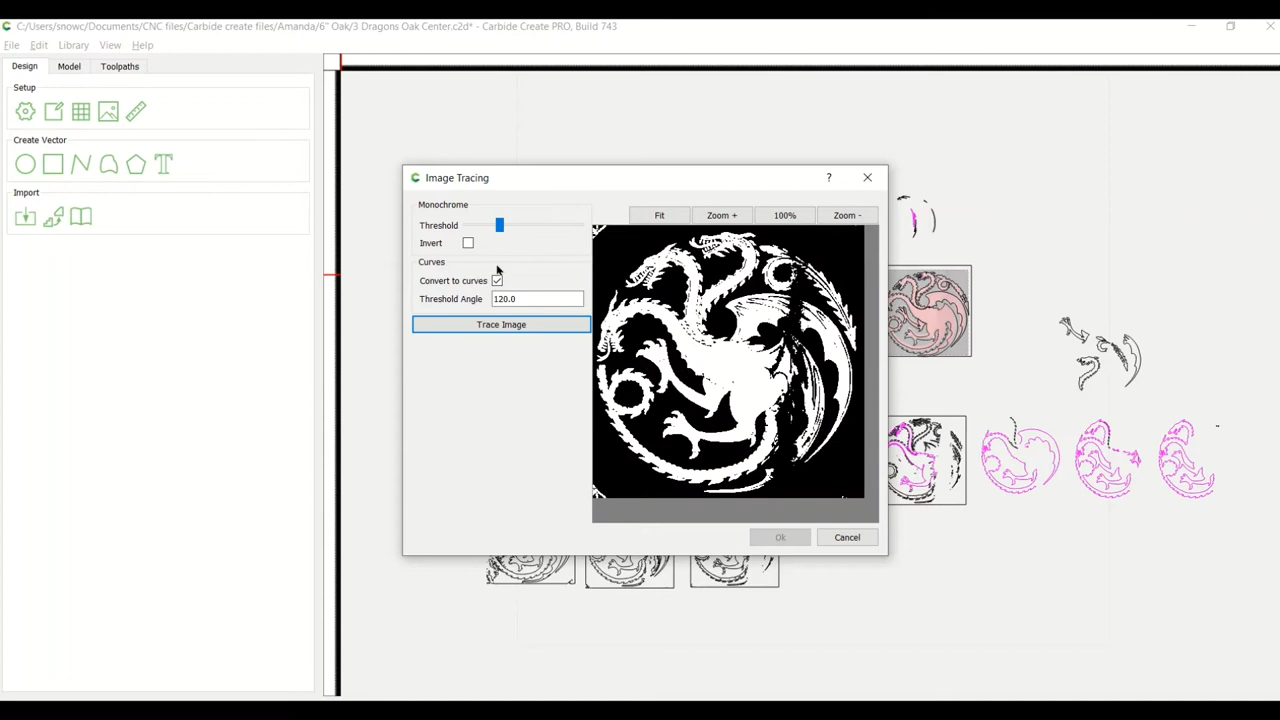 C:/Users/snowc/Documents/CNC files/Carbide create files/Amanda/6" Oak/3 Dragons Oak Center.c2d* - Carbide Create PRO, Build 743
File Edit Library View Help
Design Model Toolpaths
Setup
Create Vector
T
Import
Image Tracing
?
Monochrome
Threshold
Invert
Curves
Convert to curves
Threshold Angle 120.0
Trace Image
Fit Zoom + 100% Zoom -
Ok Cancel